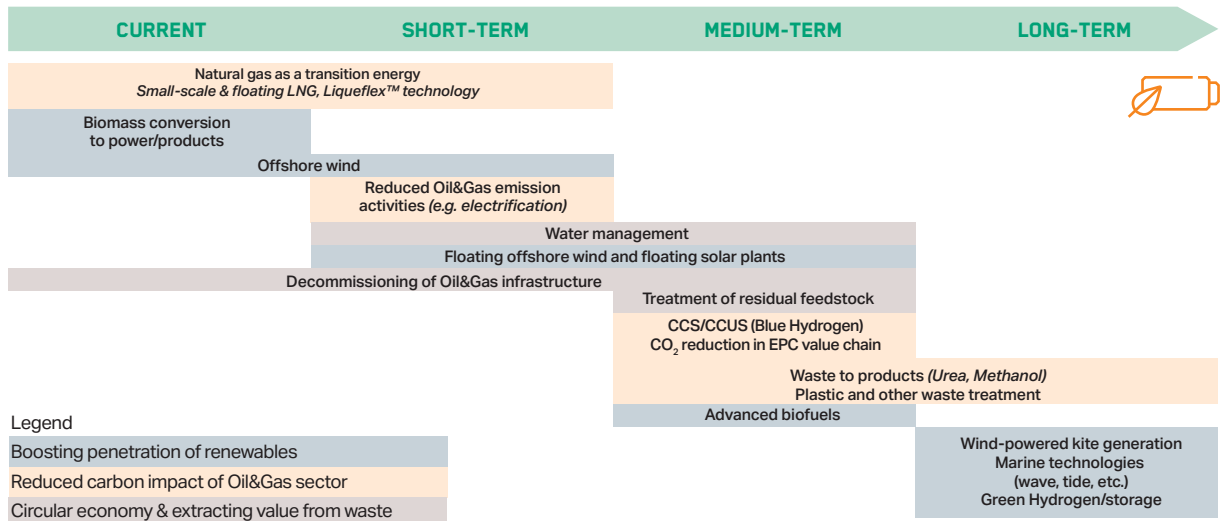 CURRENT
SHORT-TERM
MEDIUM-TERM
LONG-TERM
Natural gas as a transition energy
Small-scale & floating LNG, Liqueflex™ technology
Biomass conversion
to power/products
Offshore wind
Reduced Oil&Gas emission
activities (e.g. electrification)
Water management
Floating offshore wind and floating solar plants
Decommissioning of Oil&Gas infrastructure
Treatment of residual feedstock
CCS/CCUS (Blue Hydrogen)
CO₂ reduction in EPC value chain
Waste to products (Urea, Methanol)
Plastic and other waste treatment
Advanced biofuels
Wind-powered kite generation
Marine technologies
(wave, tide, etc.)
Green Hydrogen/storage
Legend
Boosting penetration of renewables
Reduced carbon impact of Oil&Gas sector
Circular economy & extracting value from waste